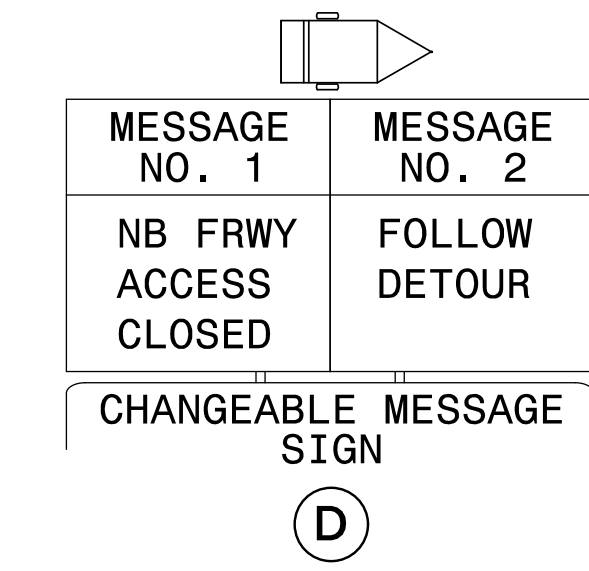 MESSAGE NO. 1
MESSAGE NO. 2
NB FRWY
ACCESS
CLOSED
FOLLOW
DETOUR
CHANGEABLE MESSAGE
SIGN
D